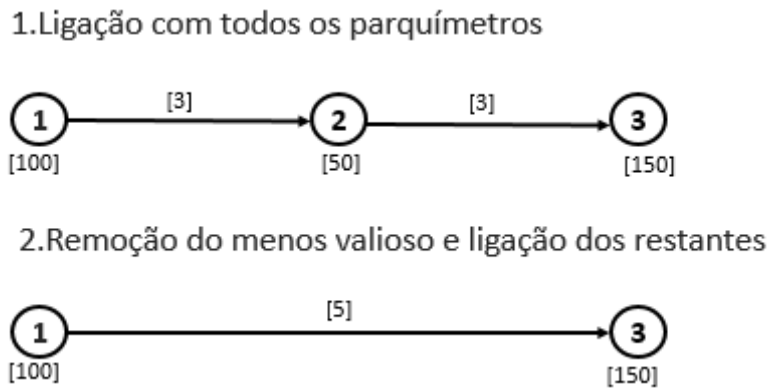 1.Ligação com todos os parquímetros
[3] [3]
1 2 3
[100] [50] [150]
2.Remoção do menos valioso e ligação dos restantes
[5]
1 3
[100] [150]